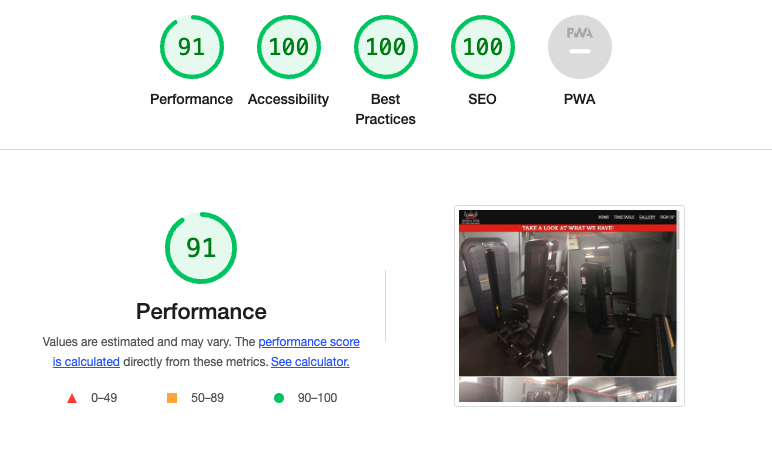 91
100
100
100
PWA
Performance
Accessibility
Best
Practices
SEO
PWA
91
Performance
Values are estimated and may vary. The performance score
is calculated directly from these metrics. See calculator.
0–49
50–89
90–100
HOME TIMETABLE GALLERY SIGN UP
TAKE A LOOK AT WHAT WE HAVE!